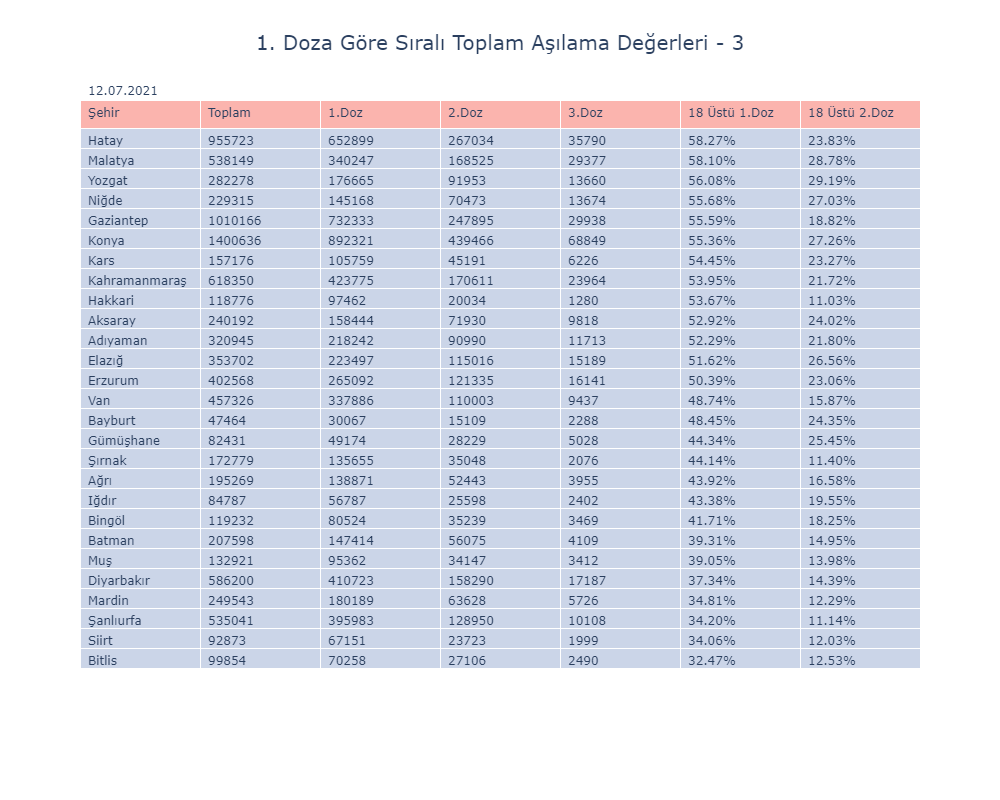 1. Doza Göre Sıralı Toplam Aşılama Değerleri - 3
12.07.2021
Şehir Toplam 1.Doz 2.Doz 3.Doz 18 Üstü 1.Doz 18 Üstü 2.Doz
Hatay 955723 652899 267034 35790 58.27% 23.83%
Malatya 538149 340247 168525 29377 58.10% 28.78%
Yozgat 282278 176665 91953 13660 56.08% 29.19%
Niğde 229315 145168 70473 13674 55.68% 27.03%
Gaziantep 1010166 732333 247895 29938 55.59% 18.82%
Konya 1400636 892321 439466 68849 55.36% 27.26%
Kars 157176 105759 45191 6226 54.45% 23.27%
Kahramanmaraş 618350 423775 170611 23964 53.95% 21.72%
Hakkari 118776 97462 20034 1280 53.67% 11.03%
Aksaray 240192 158444 71930 9818 52.92% 24.02%
Adıyaman 320945 218242 90990 11713 52.29% 21.80%
Elazığ 353702 223497 115016 15189 51.62% 26.56%
Erzurum 402568 265092 121335 16141 50.39% 23.06%
Van 457326 337886 110003 9437 48.74% 15.87%
Bayburt 47464 30067 15109 2288 48.45% 24.35%
Gümüşhane 82431 49174 28229 5028 44.34% 25.45%
Şırnak 172779 135655 35048 2076 44.14% 11.40%
Ağrı 195269 138871 52443 3955 43.92% 16.58%
Iğdır 84787 56787 25598 2402 43.38% 19.55%
Bingöl 119232 80524 35239 3469 41.71% 18.25%
Batman 207598 147414 56075 4109 39.31% 14.95%
Muş 132921 95362 34147 3412 39.05% 13.98%
Diyarbakır 586200 410723 158290 17187 37.34% 14.39%
Mardin 249543 180189 63628 5726 34.81% 12.29%
Şanlıurfa 535041 395983 128950 10108 34.20% 11.14%
Siirt 92873 67151 23723 1999 34.06% 12.03%
Bitlis 99854 70258 27106 2490 32.47% 12.53%